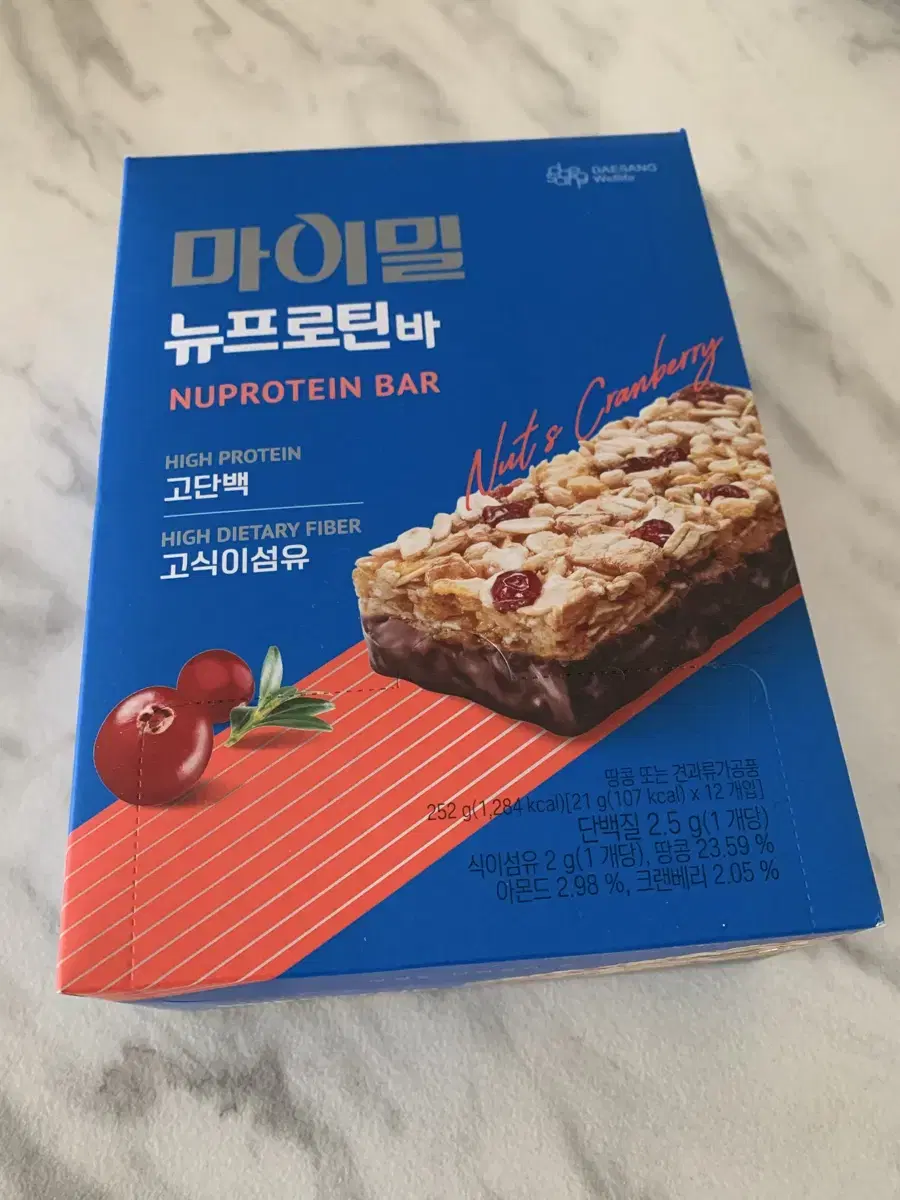 DAESANG
Wellife
마이밀
뉴프로틴바
NUPROTEIN BAR
Nut's Cranberry
HIGH PROTEIN
고단백
HIGH DIETARY FIBER
고식이섬유
땅콩 또는 견과류가공품
252 g(1,284 kcal)[21 g(107 kcal) x 12 개입]
단백질 2.5 g(1 개당)
식이섬유 2 g(1 개당), 땅콩 23.59 %
아몬드 2.98 %, 크랜베리 2.05 %